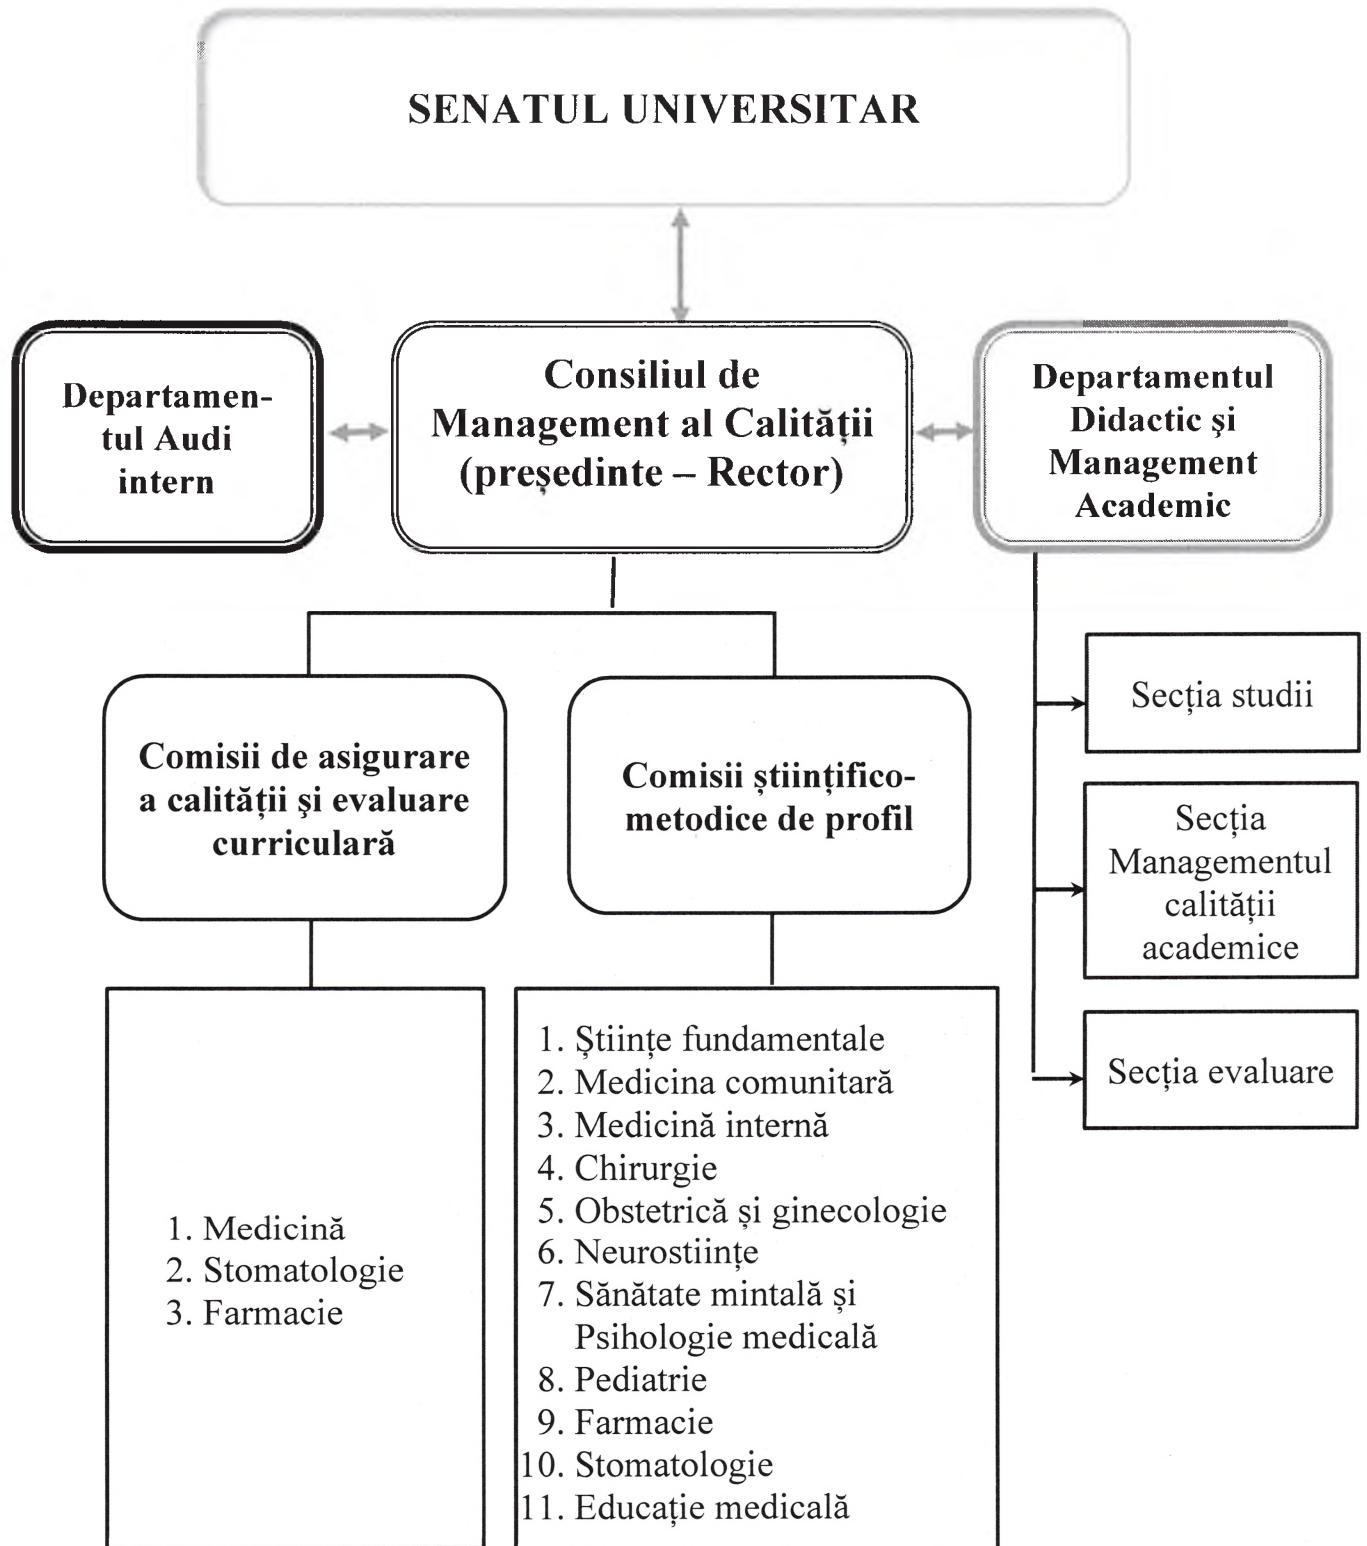 SENATUL UNIVERSITAR
Departamen-
tul Audi
intern
Consiliul de
Management al Calității
(președinte – Rector)
Departamentul
Didactic şi
Management
Academic
Comisii de asigurare
a calității şi evaluare
curriculară
Comisii științifico-
metodice de profil
Secția studii
Secția
Managementul
calității
academice
Secția evaluare
1. Medicină
2. Stomatologie
3. Farmacie
1. Științe fundamentale
2. Medicina comunitară
3. Medicină internă
4. Chirurgie
5. Obstetrică și ginecologie
6. Neurostiințe
7. Sănătate mintală și
Psihologie medicală
8. Pediatrie
9. Farmacie
10. Stomatologie
11. Educație medicală